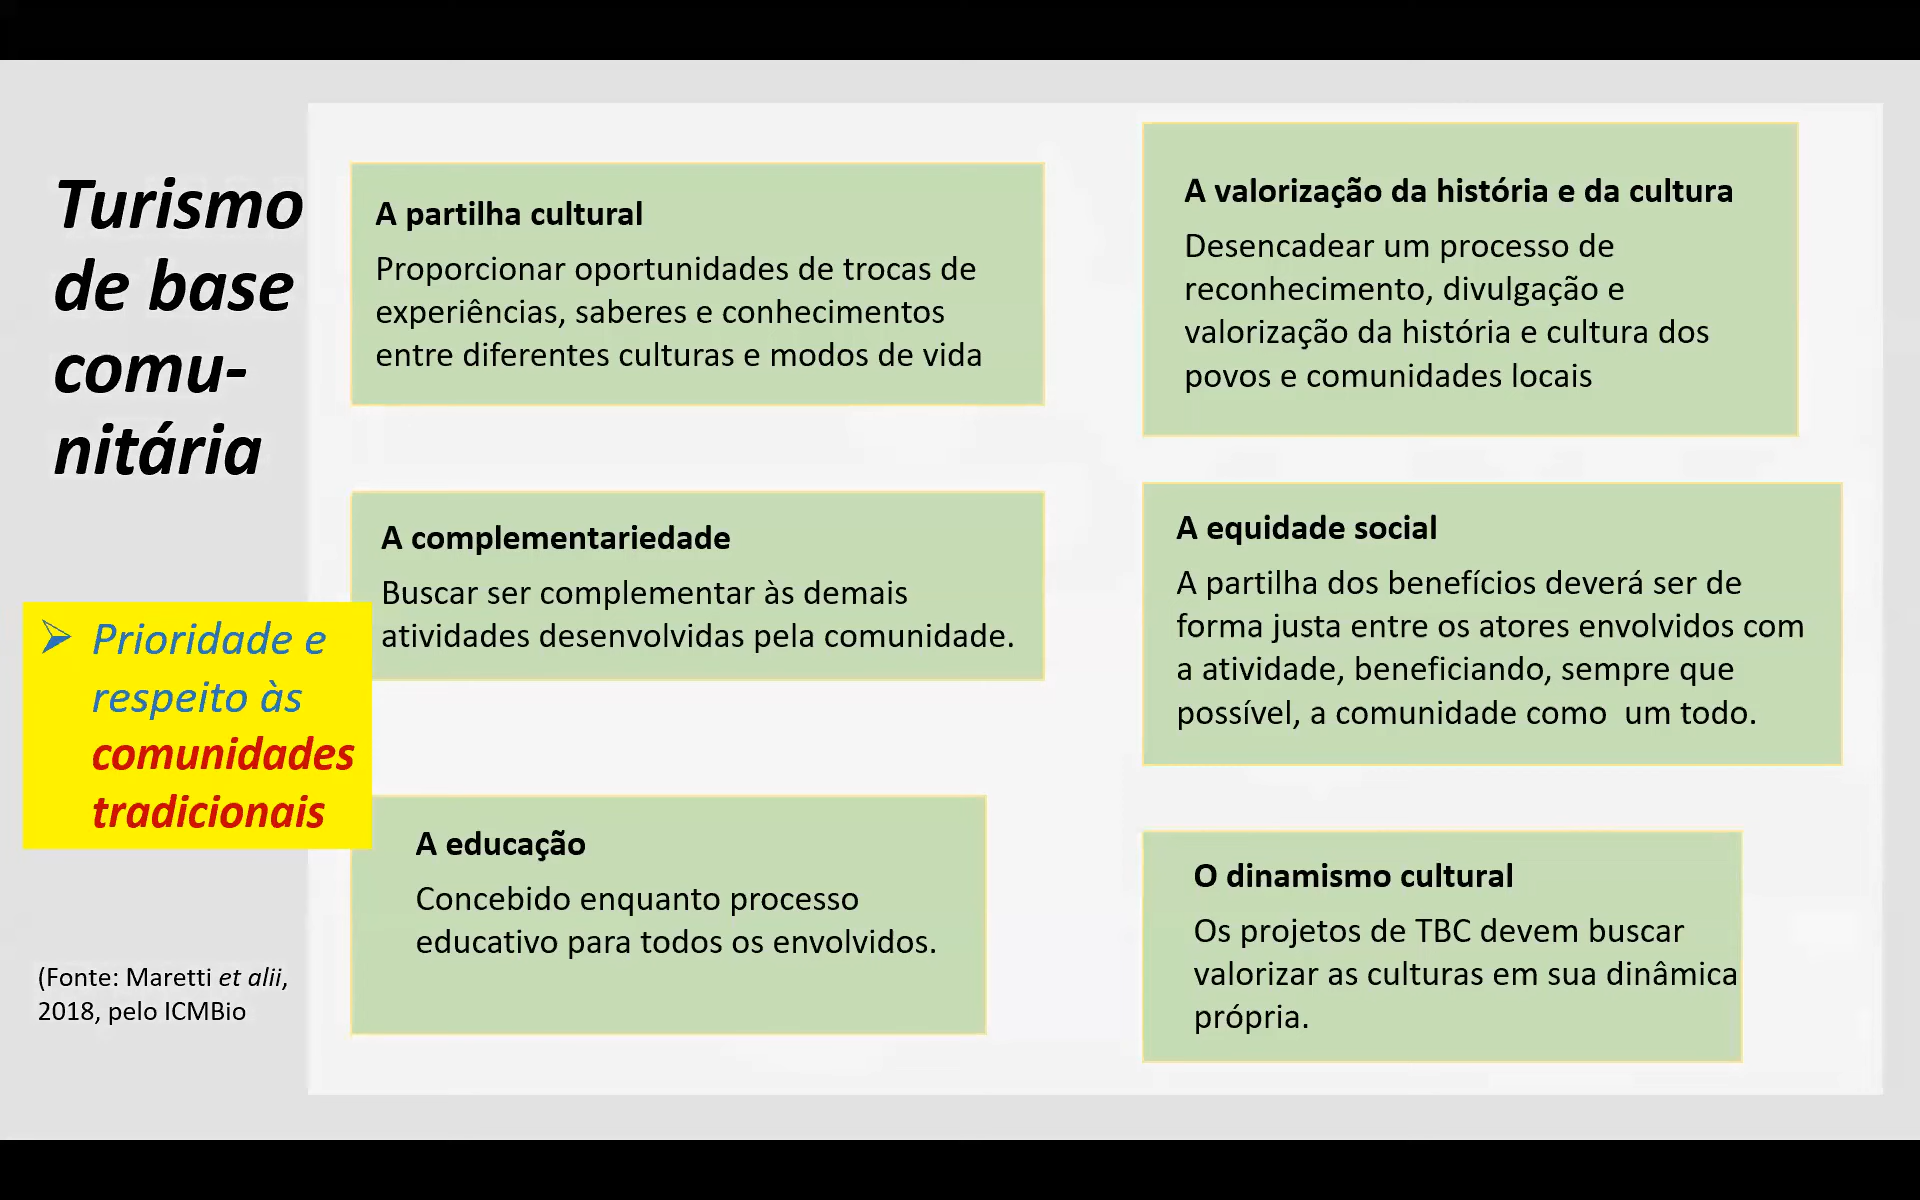 Turismo
de base
comu-
nitária
A partilha cultural
Proporcionar oportunidades de trocas de
experiências, saberes e conhecimentos
entre diferentes culturas e modos de vida
A valorização da história e da cultura
Desencadear um processo de
reconhecimento, divulgação e
valorização da história e cultura dos
povos e comunidades locais
A complementariedade
Buscar ser complementar às demais
atividades desenvolvidas pela comunidade.
A equidade social
A partilha dos benefícios deverá ser de
forma justa entre os atores envolvidos com
a atividade, beneficiando, sempre que
possível, a comunidade como  um todo.
➢ Prioridade e
respeito às
comunidades
tradicionais
A educação
Concebido enquanto processo
educativo para todos os envolvidos.
O dinamismo cultural
Os projetos de TBC devem buscar
valorizar as culturas em sua dinâmica
própria.
(Fonte: Maretti et alii,
2018, pelo ICMBio